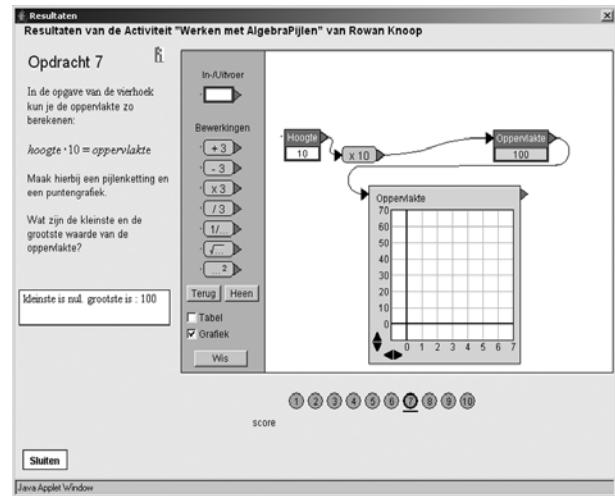 Resultaten
Resultaten van de Activiteit "Werken met AlgebraPijlen" van Rowan Knoop
Opdracht 7
In de opgave van de vierhoek
kun je de oppervlakte zo
berekenen:
hoogte · 10 = oppervlakte
Maak hierbij een pijlenketting en
een puntengrafiek.
Wat zijn de kleinste en de
grootste waarde van de
oppervlakte?
kleinste is nul. grootste is : 100
In-/Uitvoer
Bewerkingen
+ 3
- 3
x 3
/ 3
1/...
√...
...²
Terug Heen
Tabel
Grafiek
Wis
Hoogte
10
x 10
Oppervlakte
100
Oppervlakte
70
60
50
40
30
20
10
0
0 1 2 3 4 5 6 7
1 2 3 4 5 6 7 8 9 10
score
Sluiten
Java Applet Window